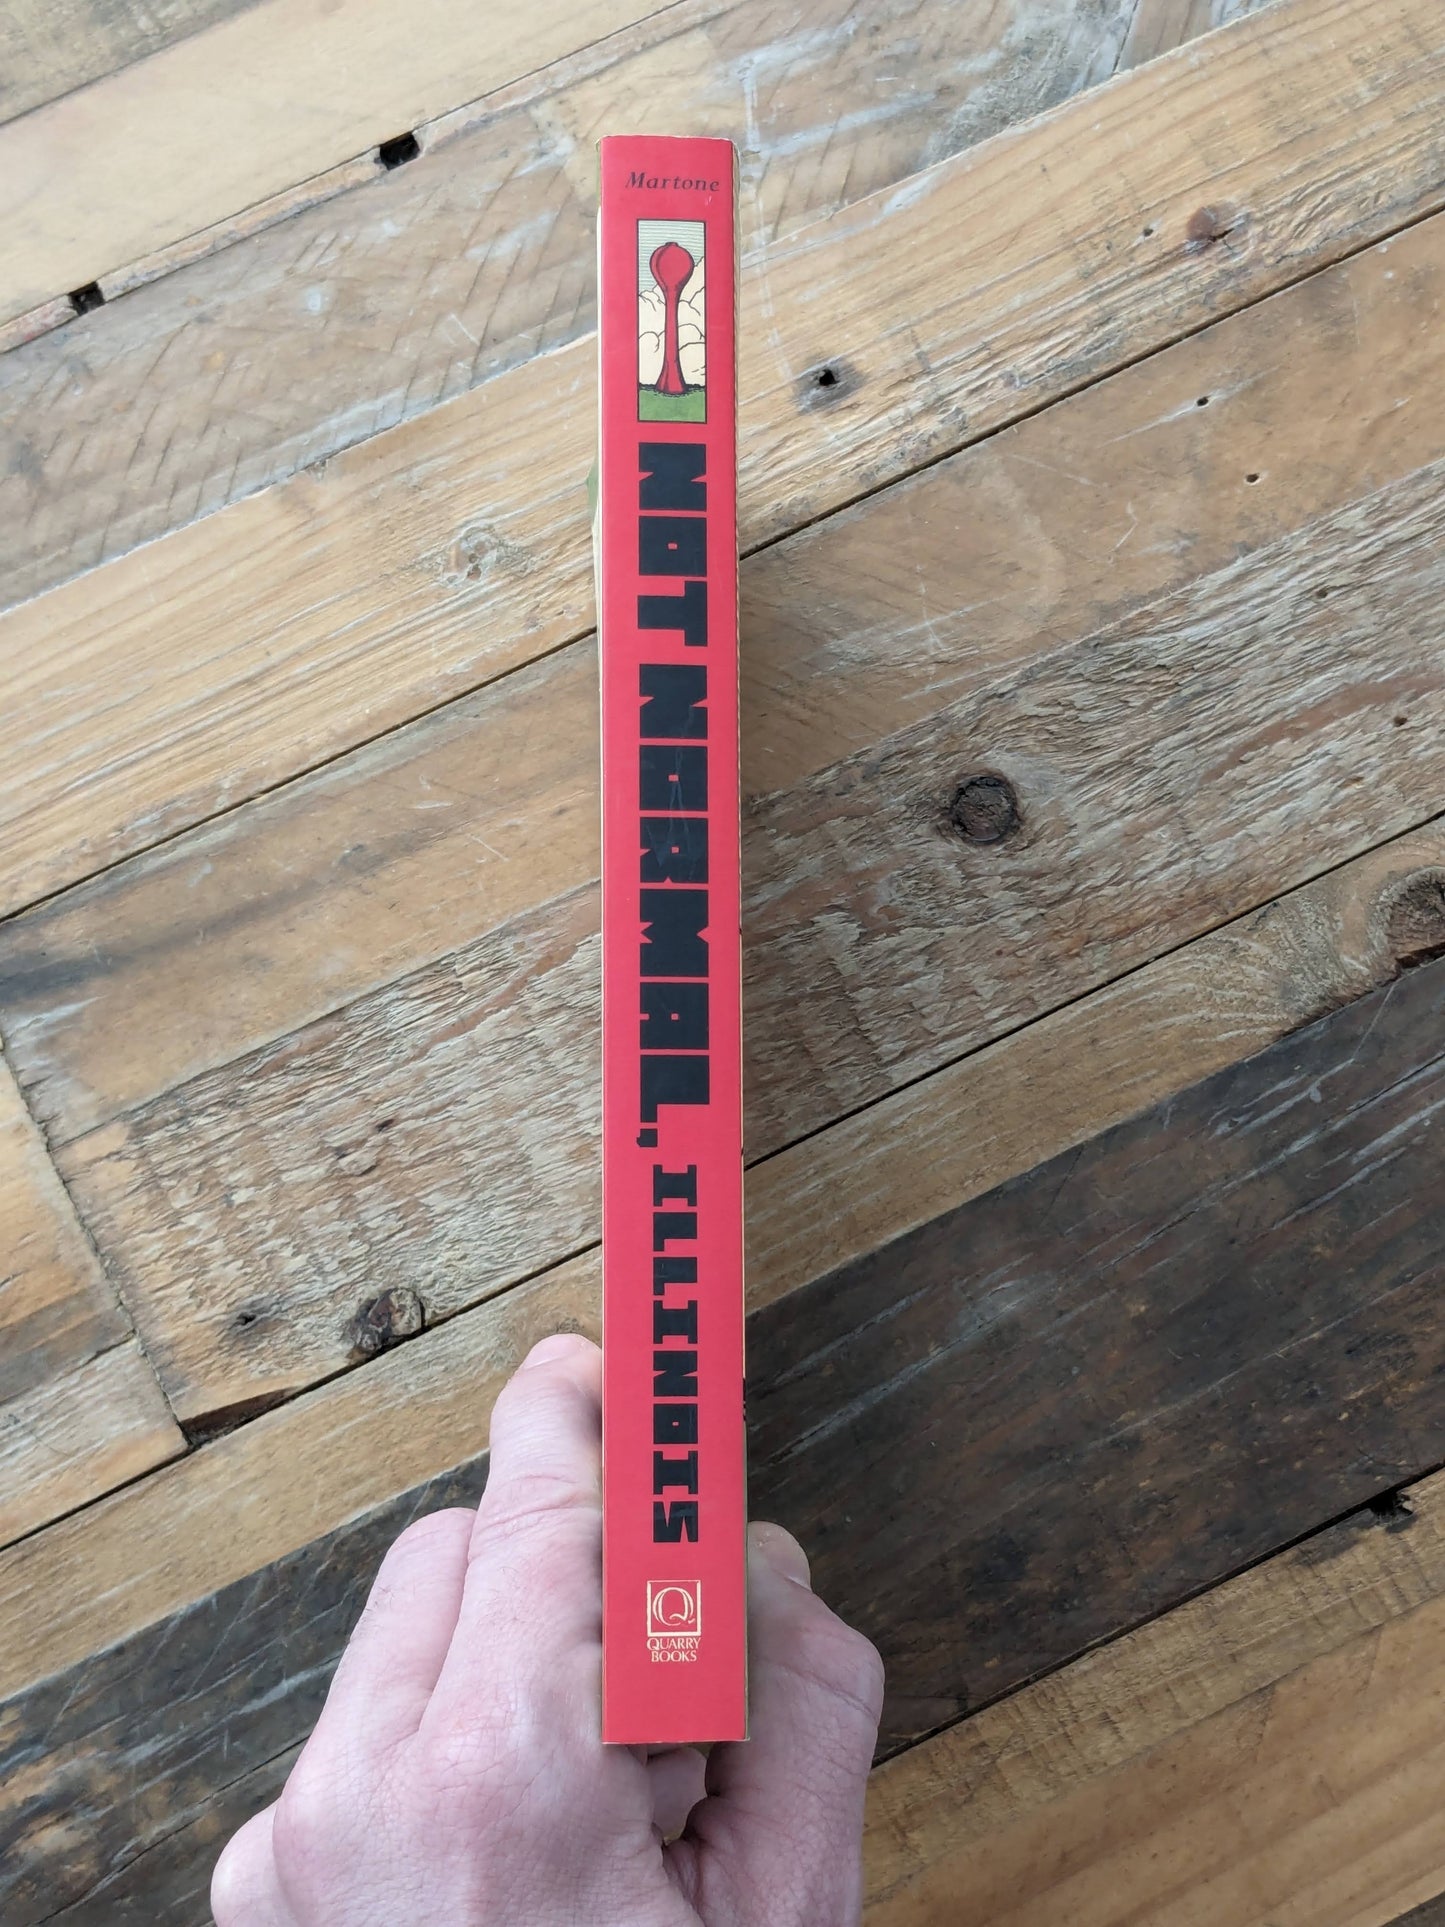 Martone
NOT NORMAL, ILLINOIS
Q
QUARRY
BOOKS